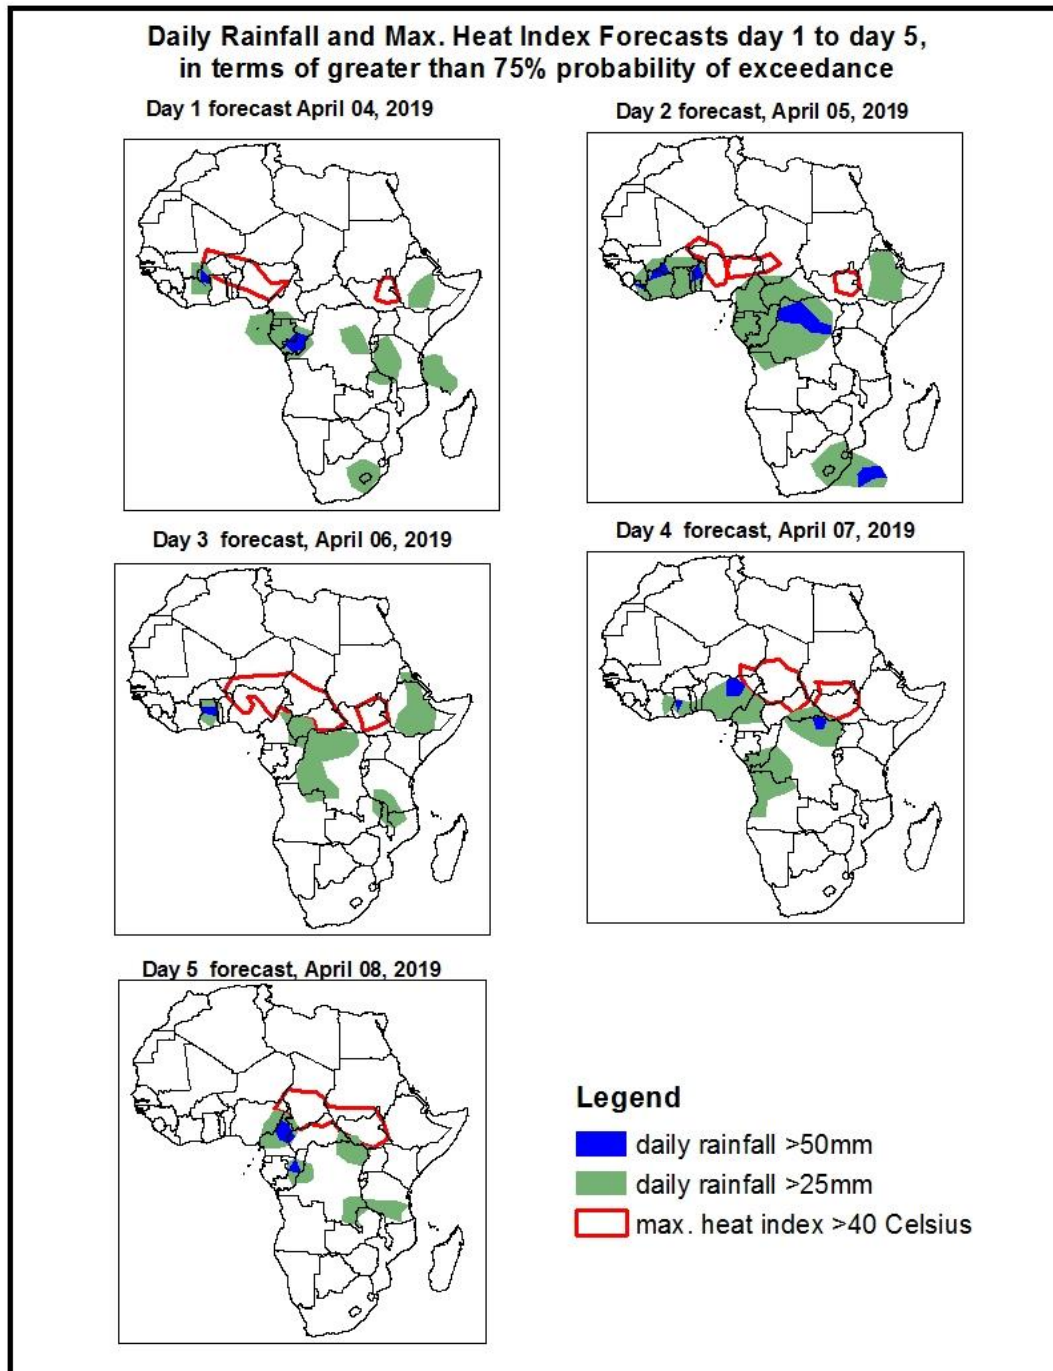 Daily Rainfall and Max. Heat Index Forecasts day 1 to day 5,
in terms of greater than 75% probability of exceedance
Day 1 forecast April 04, 2019
Day 2 forecast, April 05, 2019
Day 3 forecast, April 06, 2019
Day 4 forecast, April 07, 2019
Day 5 forecast, April 08, 2019
Legend
daily rainfall >50mm
daily rainfall >25mm
max. heat index >40 Celsius